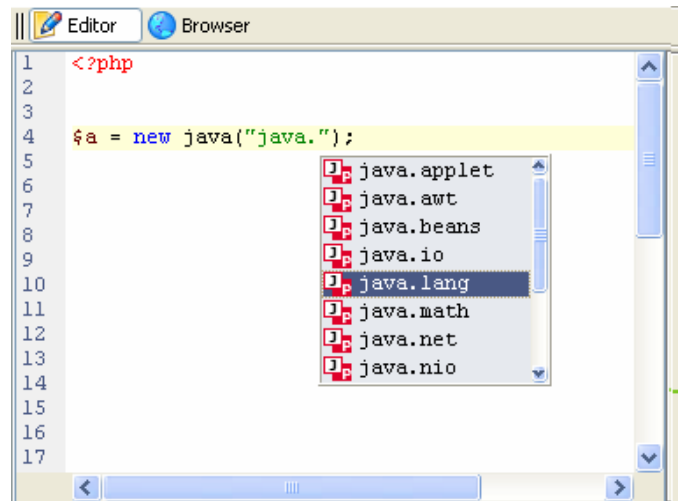 Editor Browser
1 <?php
2
3
4 $a = new java("java.");
5
6 java.applet
7 java.awt
8 java.beans
9 java.io
10 java.lang
11 java.math
12 java.net
13 java.nio
14
15
16
17